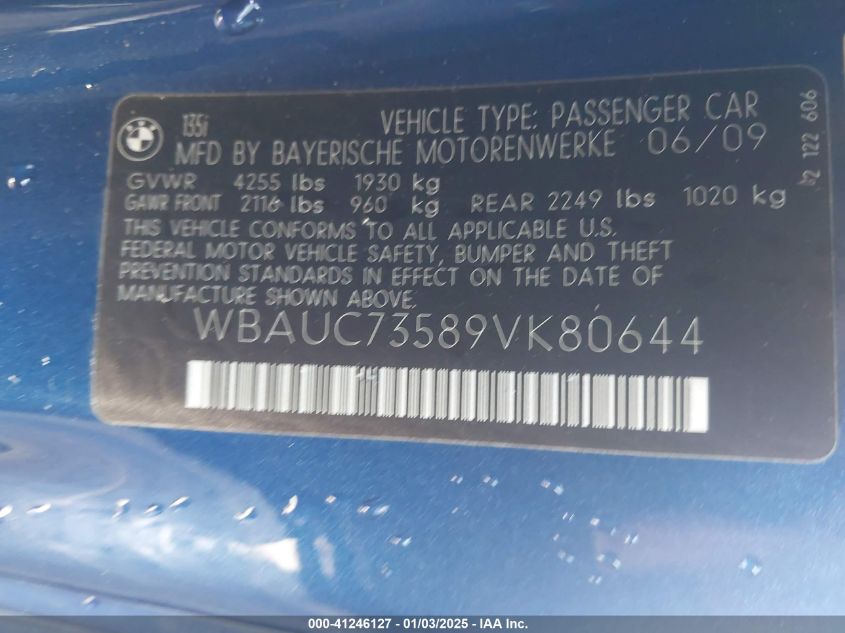 BMW
135i
VEHICLE TYPE: PASSENGER CAR
MFD BY BAYERISCHE MOTORENWERKE 06/09
GVWR 4255 lbs 1930 kg
GAWR FRONT 2116 lbs 960 kg REAR 2249 lbs 1020 kg
THIS VEHICLE CONFORMS TO ALL APPLICABLE U.S.
FEDERAL MOTOR VEHICLE SAFETY, BUMPER AND THEFT
PREVENTION STANDARDS IN EFFECT ON THE DATE OF
MANUFACTURE SHOWN ABOVE.
WBAUC73589VK80644
000-41246127 - 01/03/2025 - IAA Inc.